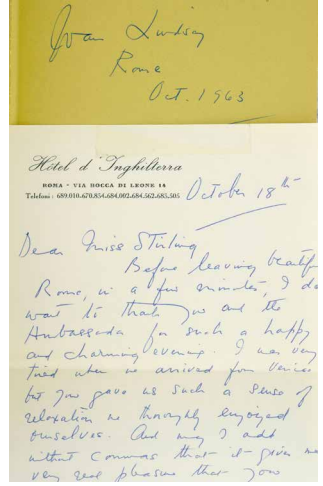 Joan Lindsay
Rome
Oct. 1963
Hôtel d'Inghilterra
ROMA - VIA BOCCA DI LEONE 14
Telefoni : 689.010.670.854.684.002.684.562.685.505
October 18th
Dear Miss Stirling
Before leaving beautif
Rome, in a few minutes, I do
want to thank you and the
Ambassador for such a happy
and charming evening. I was very
tired when we arrived from Venice
but you gave us such a sense of
relaxation we thoroughly enjoyed
ourselves. And may I add
without commas that it gives me
very real pleasure that you